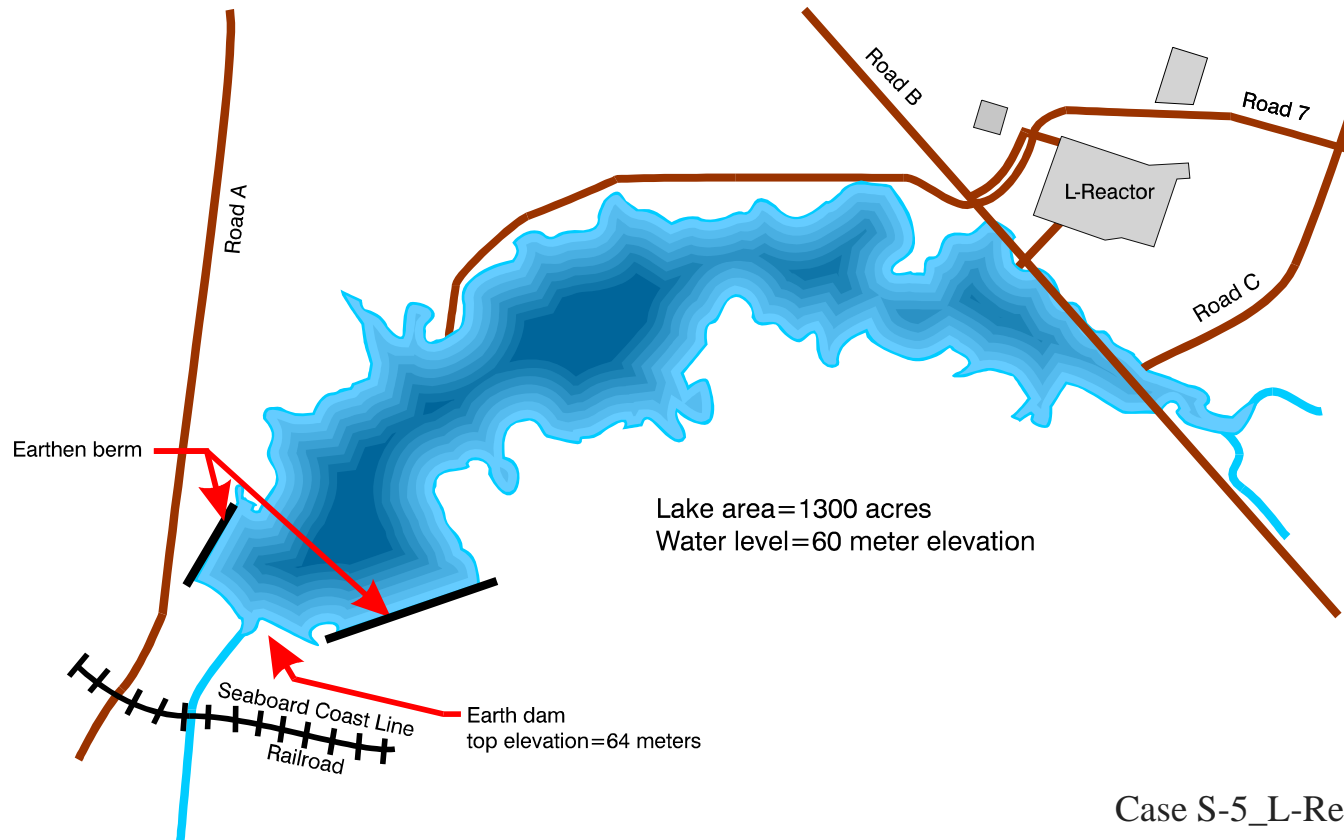 Road B
Road 7
Road A
L-Reactor
Road C
Earthen berm
Lake area=1300 acres
Water level=60 meter elevation
Seaboard Coast Line
Railroad
Earth dam
top elevation=64 meters
Case S-5_L-Re